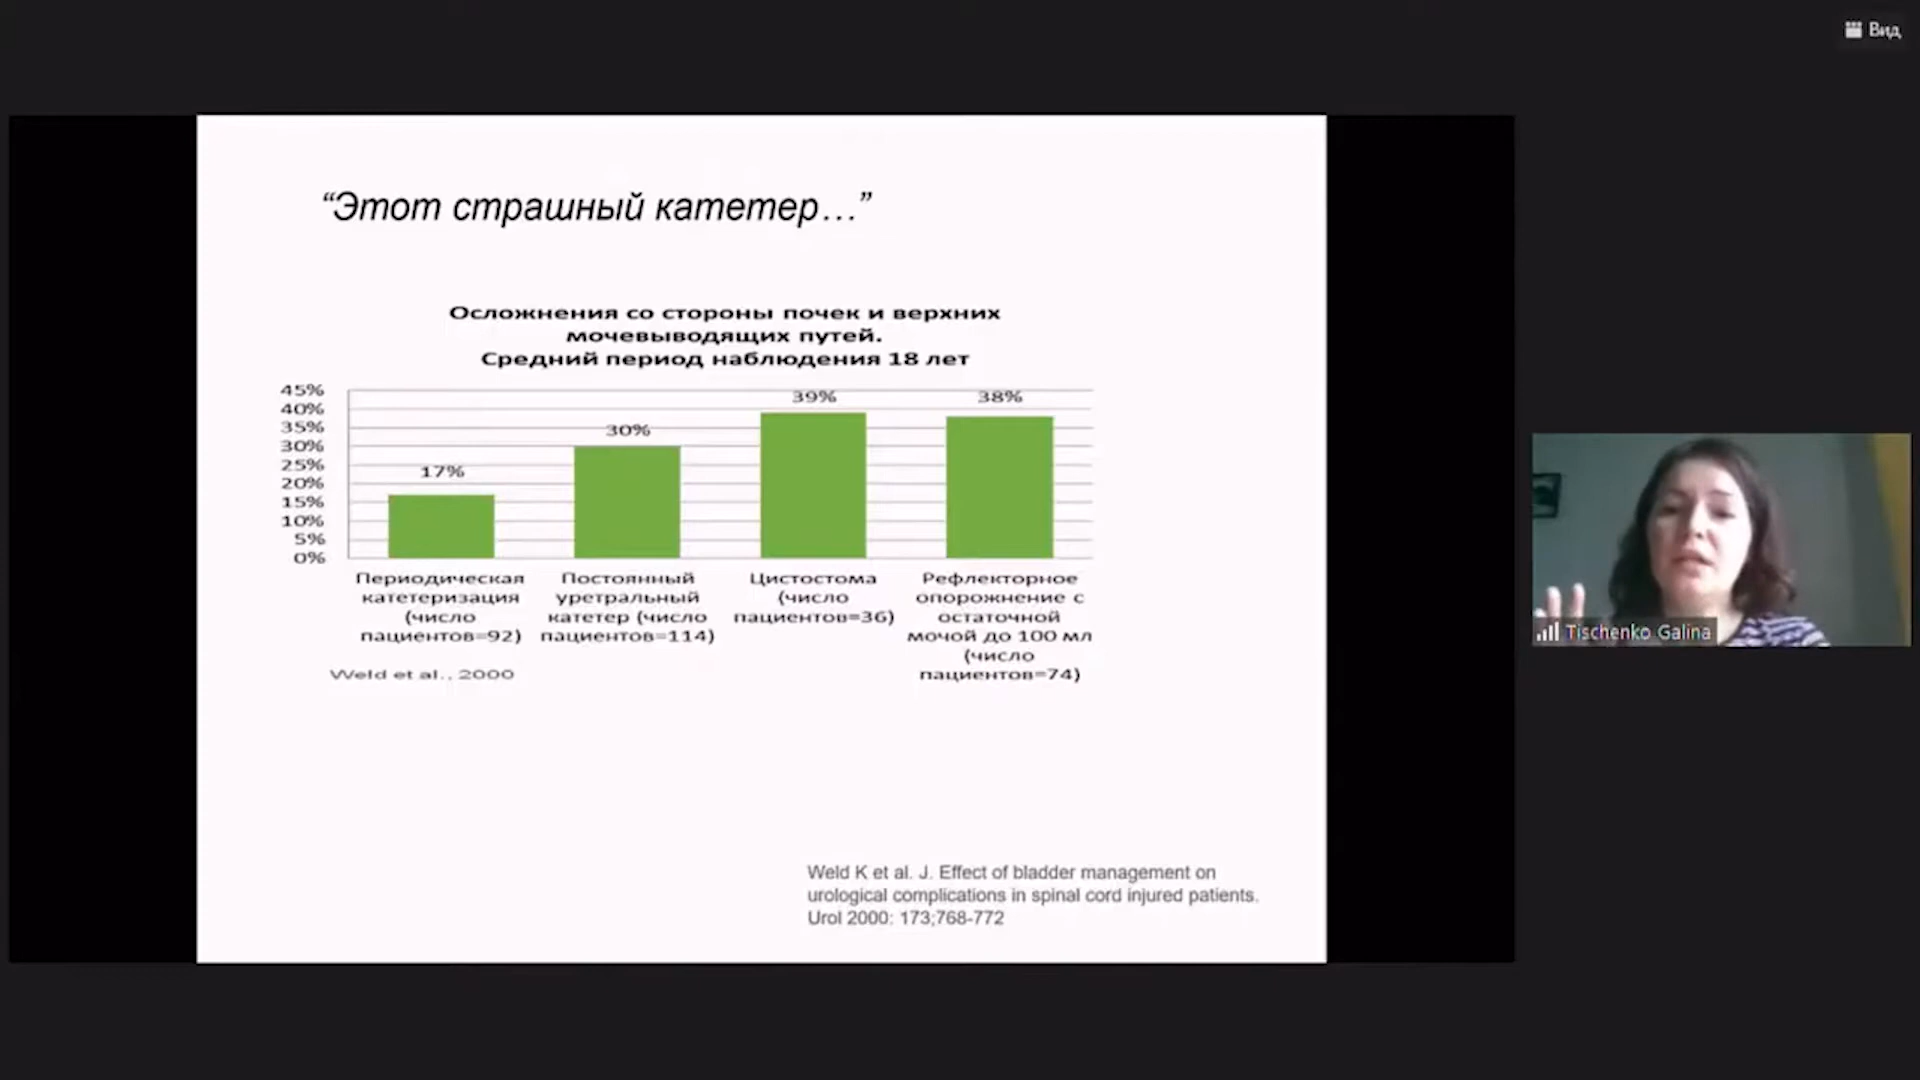 Вид
“Этот страшный катетер...”
Осложнения со стороны почек и верхних
мочевыводящих путей.
Средний период наблюдения 18 лет
45%
40%
35%
30%
25%
20%
15%
10%
5%
0%
17%
30%
39%
38%
Периодическая
катетеризация
(число
пациентов=92)
Постоянный
уретральный
катетер (число
пациентов=114)
Цистостома
(число
пациентов=36)
Рефлекторное
опорожнение с
остаточной
мочой до 100 мл
(число
пациентов=74)
Weld et al., 2000
Weld K et al. J. Effect of bladder management on
urological complications in spinal cord injured patients.
Urol 2000: 173;768-772
Tischenko Galina